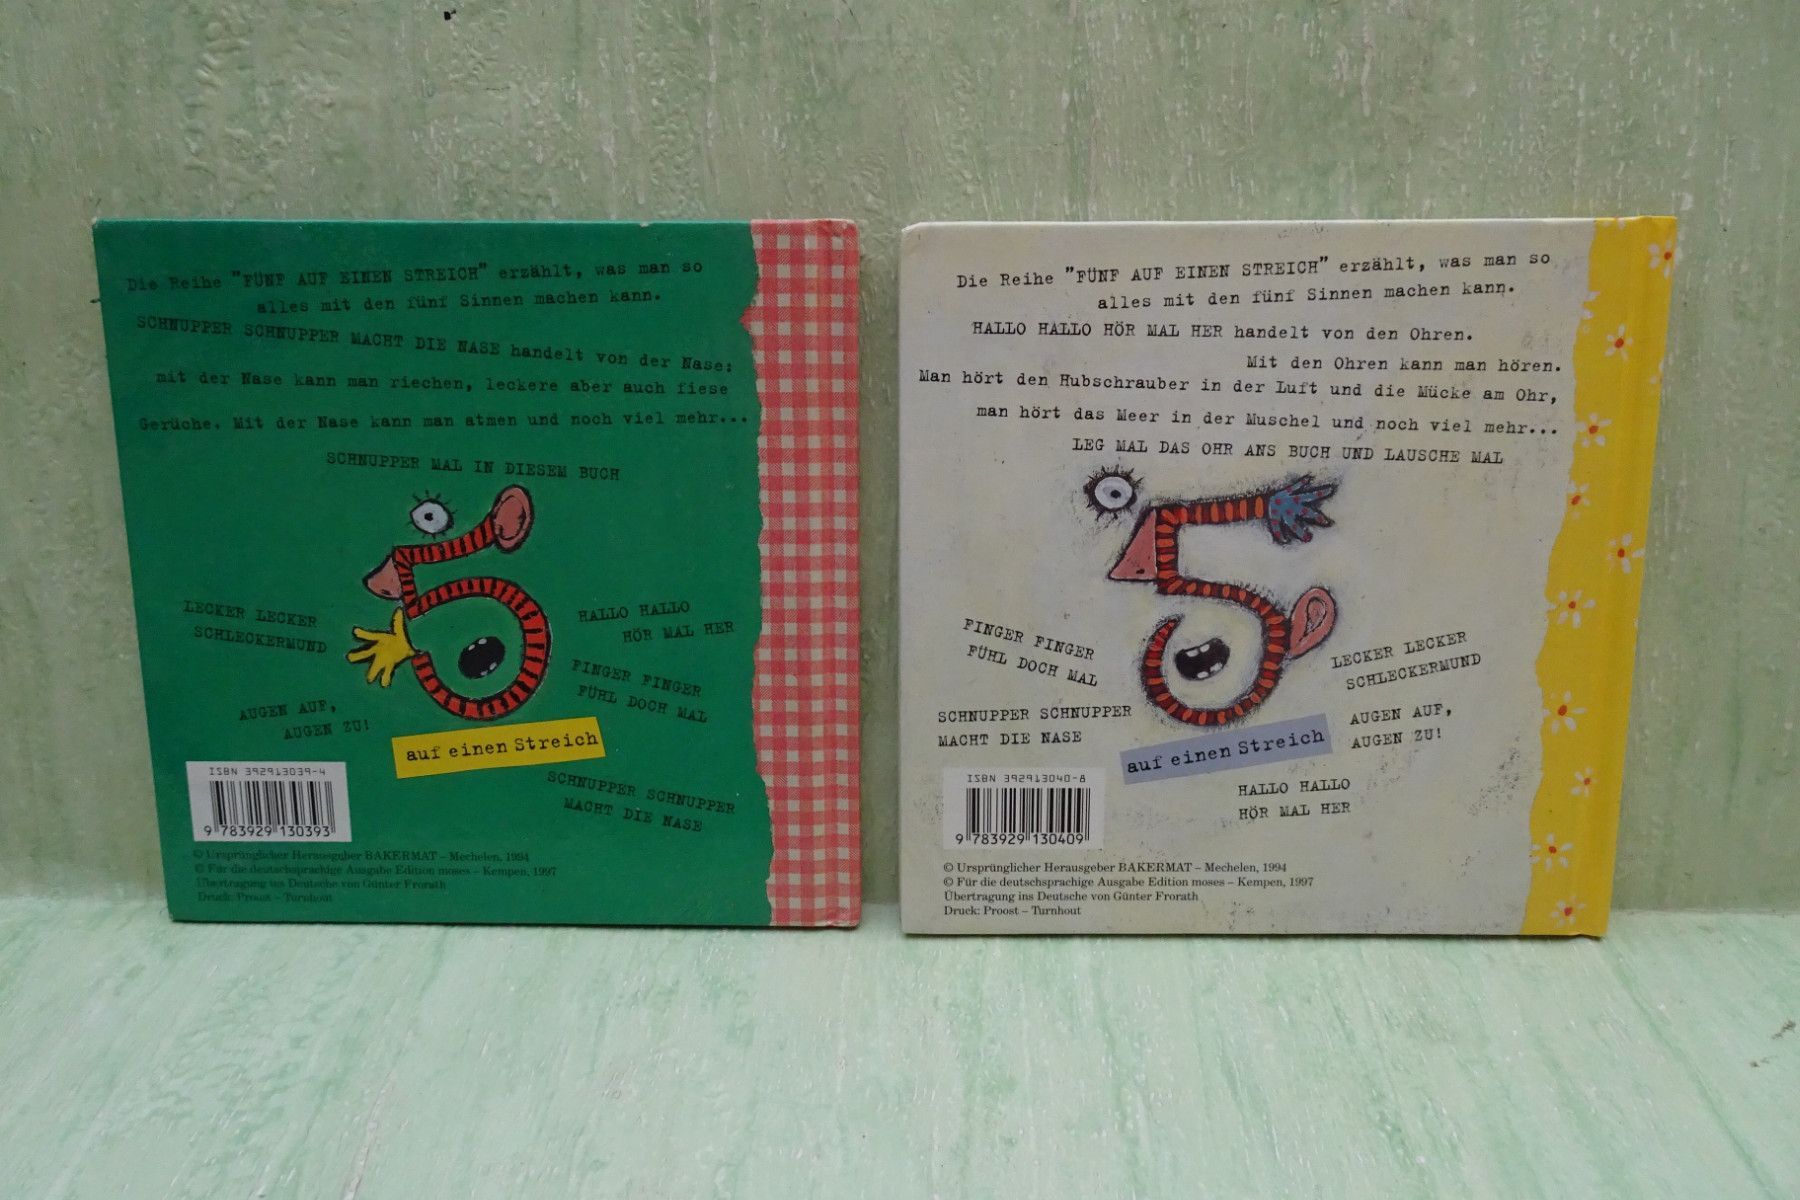 Die Reihe "FÜNF AUF EINEN STREICH" erzählt, was man so
alles mit den fünf Sinnen machen kann.
SCHNUPPER SCHNUPPER MACHT DIE NASE handelt von der Nase:
mit der Nase kann man riechen, leckere aber auch fiese
Gerüche. Mit der Nase kann man atmen und noch viel mehr...
SCHNUPPER MAL IN DIESEM BUCH
LECKER LECKER
SCHLECKERMUND
HALLO HALLO
HÖR MAL HER
FINGER FINGER
FÜHL DOCH MAL
AUGEN AUF,
AUGEN ZU!
auf einen Streich
SCHNUPPER SCHNUPPER
MACHT DIE NASE
ISBN 392913039-4
9 783929 130393
© Ursprünglicher Herausgeber BAKERMAT – Mechelen, 1994
© Für die deutschsprachige Ausgabe Edition moses – Kempen, 1997
Übertragung ins Deutsche von Günter Frorath
Druck: Proost – Turnhout
Die Reihe "FÜNF AUF EINEN STREICH" erzählt, was man so
alles mit den fünf Sinnen machen kann.
HALLO HALLO HÖR MAL HER handelt von den Ohren.
Mit den Ohren kann man hören.
Man hört den Hubschrauber in der Luft und die Mücke am Ohr,
man hört das Meer in der Muschel und noch viel mehr...
LEG MAL DAS OHR ANS BUCH UND LAUSCHE MAL
FINGER FINGER
FÜHL DOCH MAL
LECKER LECKER
SCHLECKERMUND
SCHNUPPER SCHNUPPER
MACHT DIE NASE
AUGEN AUF,
AUGEN ZU!
auf einen Streich
HALLO HALLO
HÖR MAL HER
ISBN 392913040-8
9 783929 130409
© Ursprünglicher Herausgeber BAKERMAT – Mechelen, 1994
© Für die deutschsprachige Ausgabe Edition moses – Kempen, 1997
Übertragung ins Deutsche von Günter Frorath
Druck: Proost – Turnhout